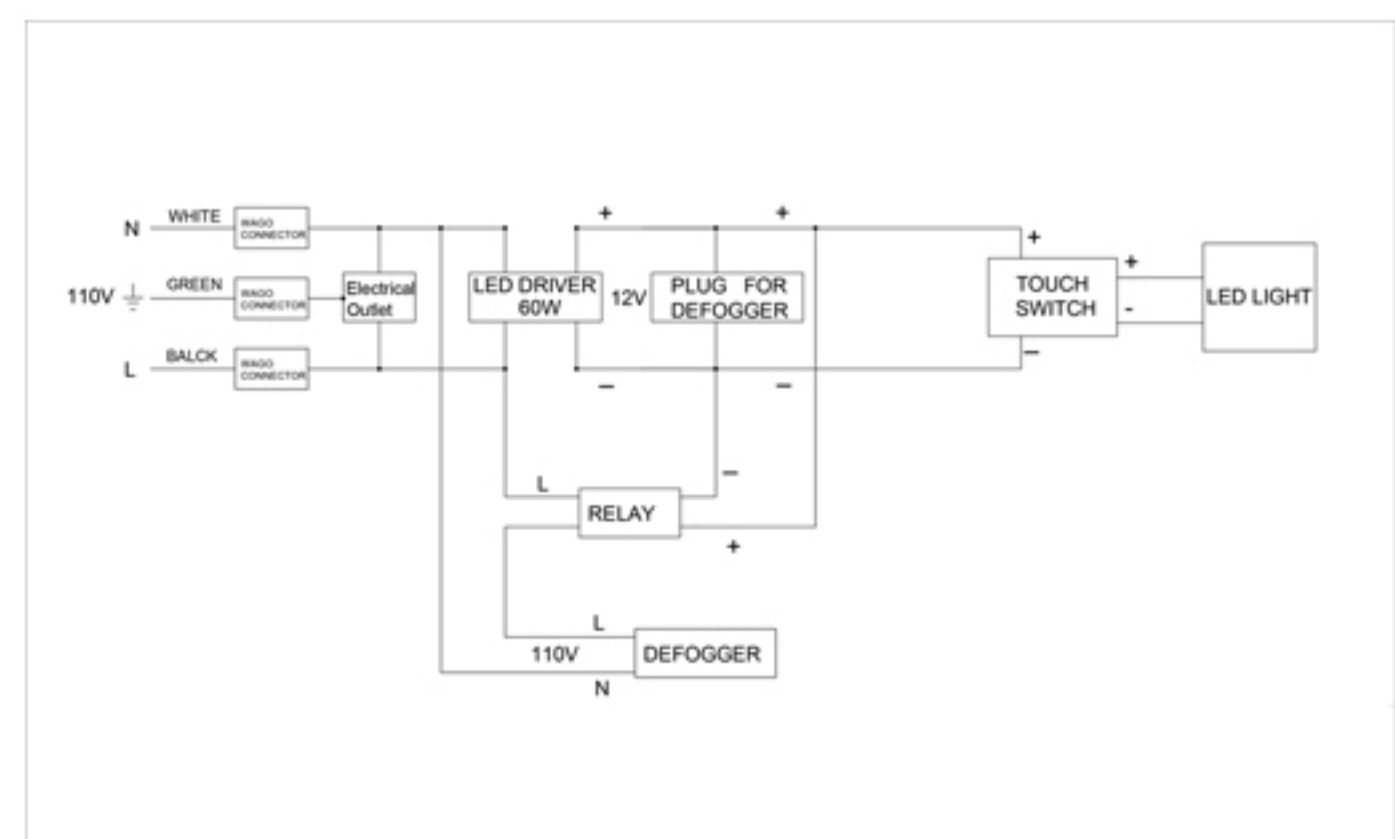 WHITE
N
WAGO
CONNECTOR
+
+
+
GREEN
110V
WAGO
CONNECTOR
Electrical
Outlet
LED DRIVER
60W
12V
PLUG FOR
DEFOGGER
TOUCH
SWITCH
+
-
LED LIGHT
BALCK
L
WAGO
CONNECTOR
–
–
–
L
RELAY
–
+
L
110V
N
DEFOGGER